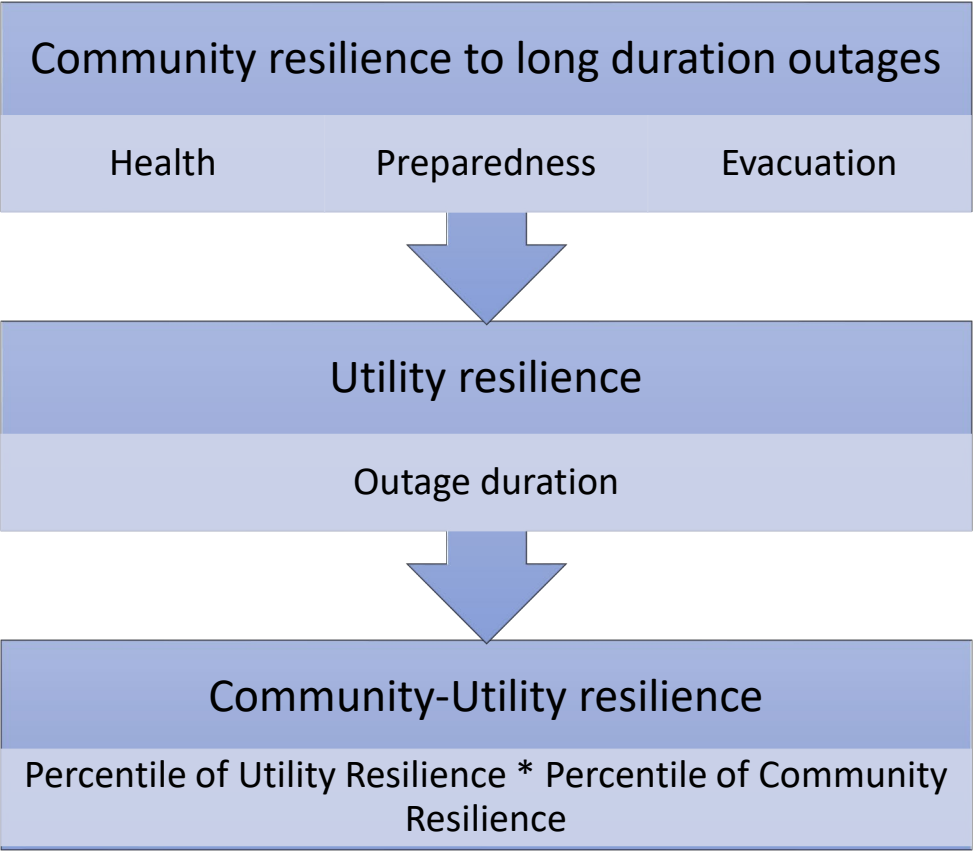 Community resilience to long duration outages
Health Preparedness Evacuation
Utility resilience
Outage duration
Community-Utility resilience
Percentile of Utility Resilience * Percentile of Community
Resilience